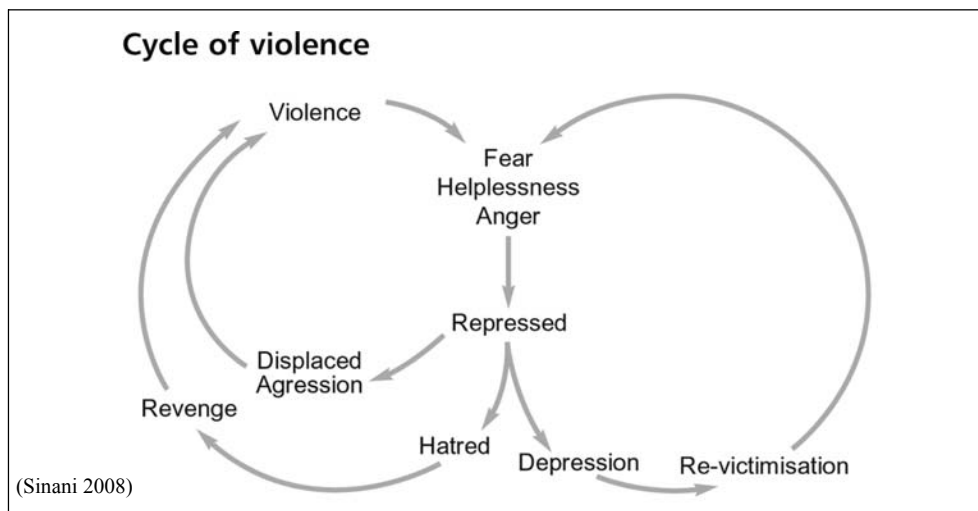 Cycle of violence
Violence
Fear
Helplessness
Anger
Repressed
Displaced
Agression
Revenge
Hatred
Depression
Re-victimisation
(Sinani 2008)